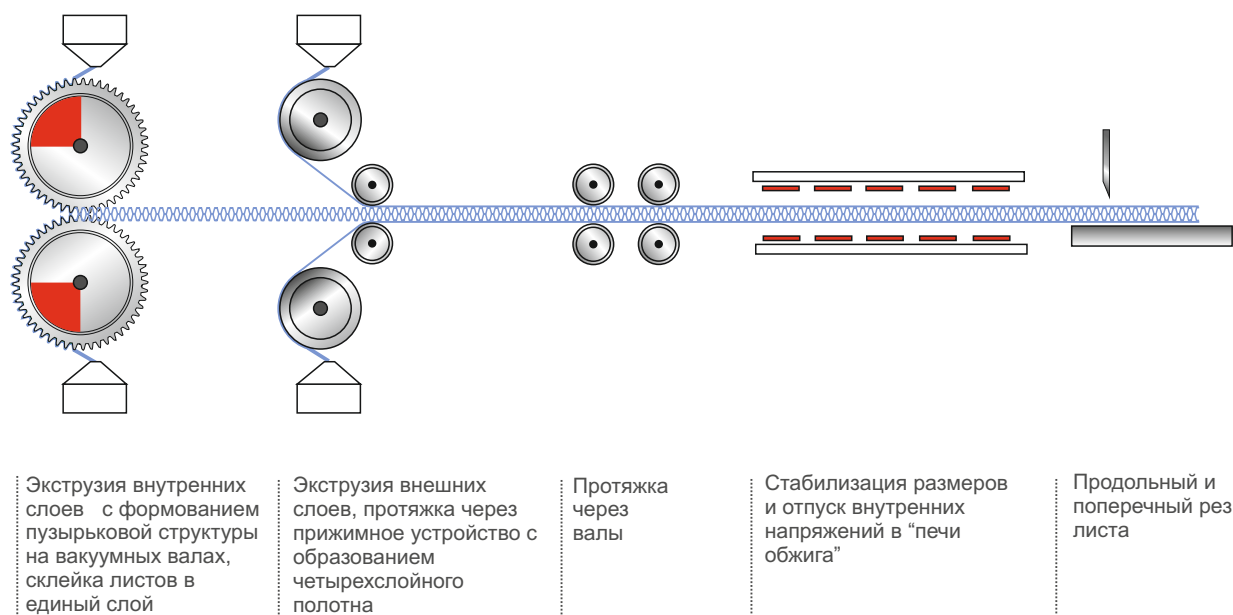 Экструзия внутренних
слоев с формованием
пузырьковой структуры
на вакуумных валах,
склейка листов в
единый слой
Экструзия внешних
слоев, протяжка через
прижимное устройство с
образованием
четырехслойного
полотна
Протяжка
через
валы
Стабилизация размеров
и отпуск внутренних
напряжений в “печи
обжига”
Продольный и
поперечный рез
листа